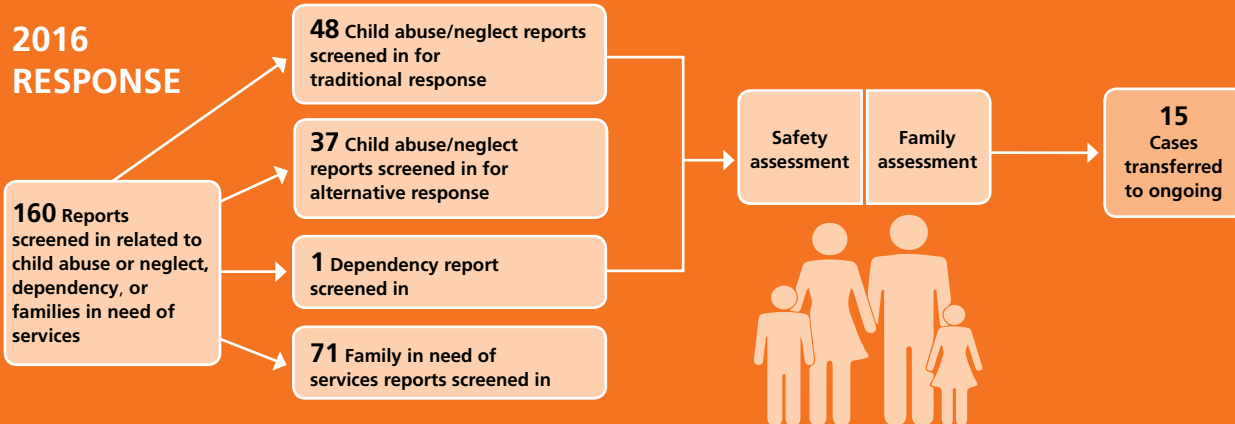 2016
RESPONSE
160 Reports
screened in related to
child abuse or neglect,
dependency, or
families in need of
services
48 Child abuse/neglect reports
screened in for
traditional response
37 Child abuse/neglect
reports screened in for
alternative response
1 Dependency report
screened in
71 Family in need of
services reports screened in
Safety
assessment
Family
assessment
15
Cases
transferred
to ongoing